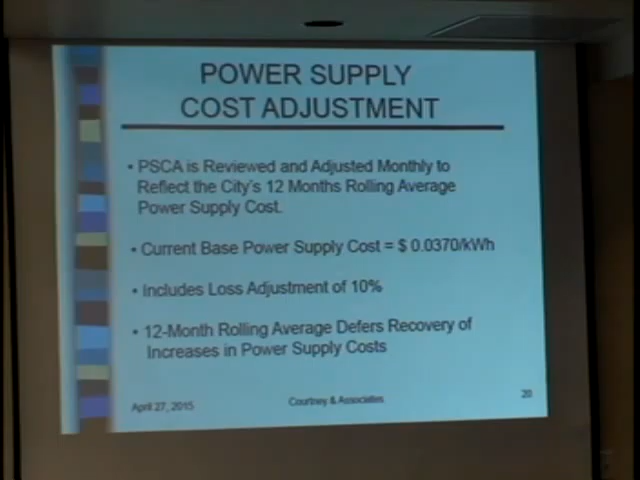 POWER SUPPLY
COST ADJUSTMENT
• PSCA is Reviewed and Adjusted Monthly to
Reflect the City's 12 Months Rolling Average
Power Supply Cost.
• Current Base Power Supply Cost = $ 0.0370/kWh
• Includes Loss Adjustment of 10%
• 12-Month Rolling Average Defers Recovery of
Increases in Power Supply Costs
April 27, 2015
Courtney & Associates
20